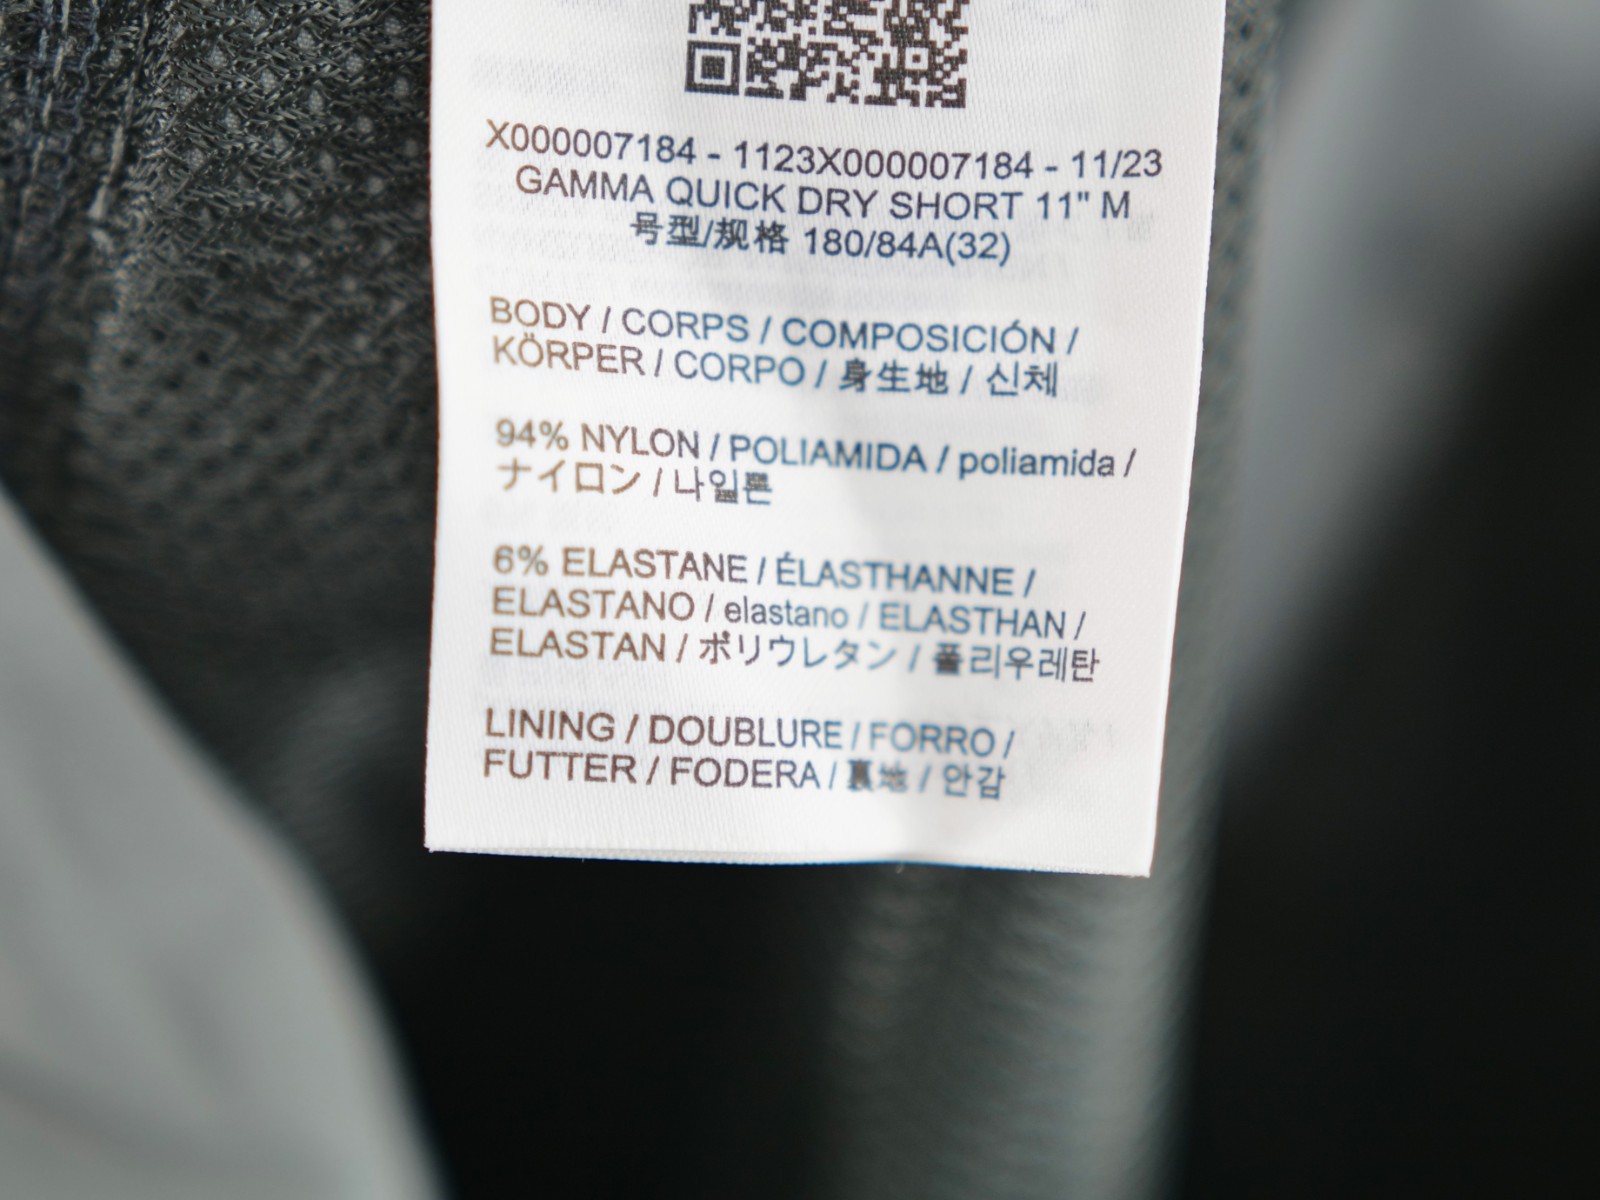 X000007184 - 1123X000007184 - 11/23
GAMMA QUICK DRY SHORT 11" M
号型/规格 180/84A(32)
BODY / CORPS / COMPOSICIÓN /
KÖRPER / CORPO / 身生地 / 신체
94% NYLON / POLIAMIDA / poliamida /
ナイロン / 나일론
6% ELASTANE / ÉLASTHANNE /
ELASTANO / elastano / ELASTHAN /
ELASTAN / ポリウレタン / 폴리우레탄
LINING / DOUBLURE / FORRO /
FUTTER / FODERA / 裏地 / 안감